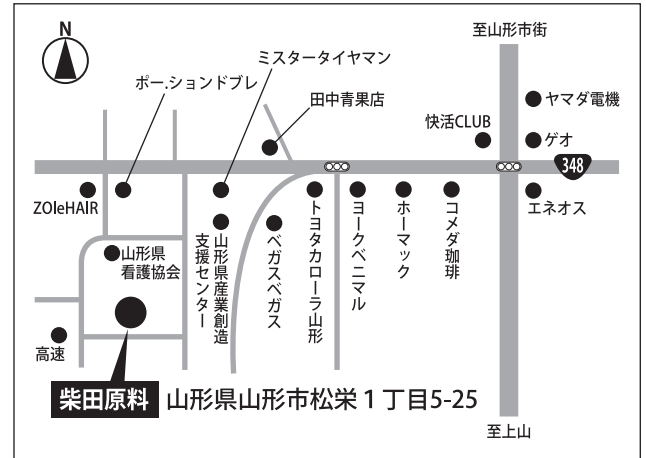 N
至山形市街
ミスタータイヤマン
ポー.ションドブレ
田中青果店
ヤマダ電機
快活CLUB
ゲオ
348
ZOIeHAIR
エネオス
トヨタカローラ山形
ヨークベニマル
ホーマック
コメダ珈琲
ベガスベガス
山形県産業創造
支援センター
山形県
看護協会
高速
柴田原料 山形県山形市松栄1丁目5-25
至上山